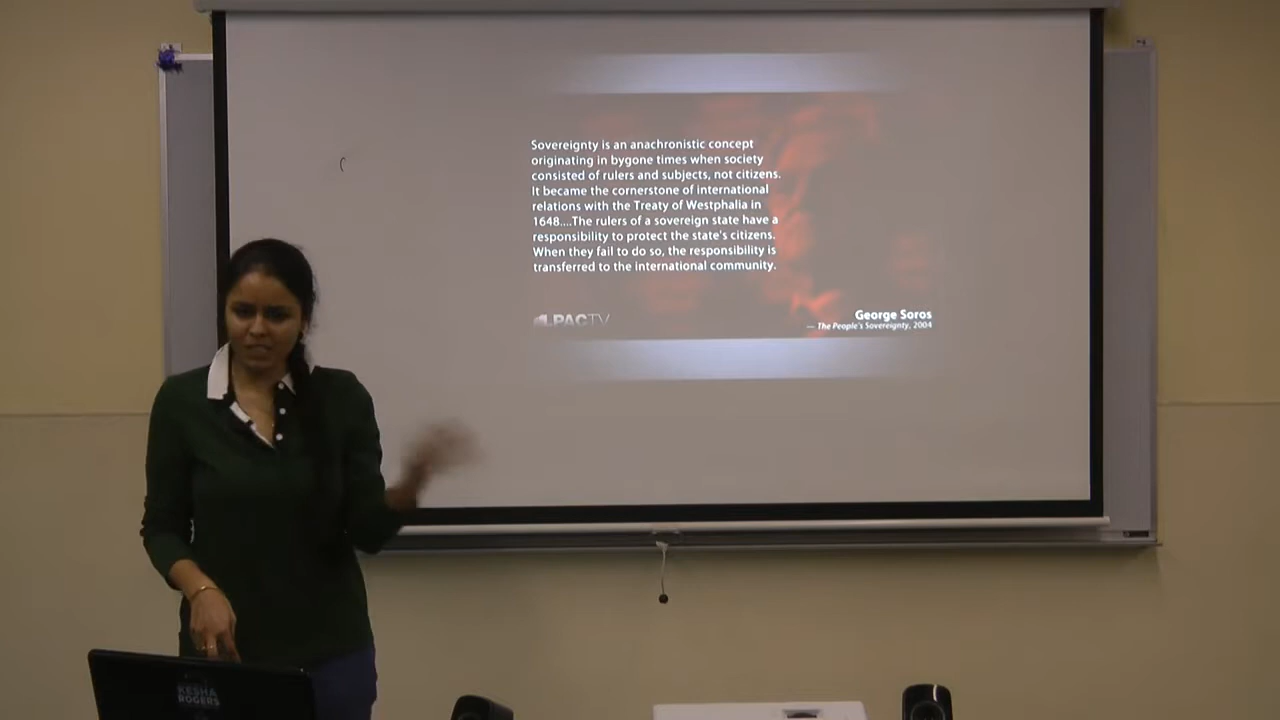 Sovereignty is an anachronistic concept
originating in bygone times when society
consisted of rulers and subjects, not citizens.
It became the cornerstone of international
relations with the Treaty of Westphalia in
1648....The rulers of a sovereign state have a
responsibility to protect the state's citizens.
When they fail to do so, the responsibility is
transferred to the international community.
LPACTV
George Soros
— The People's Sovereignty, 2004
KESHA
ROGERS